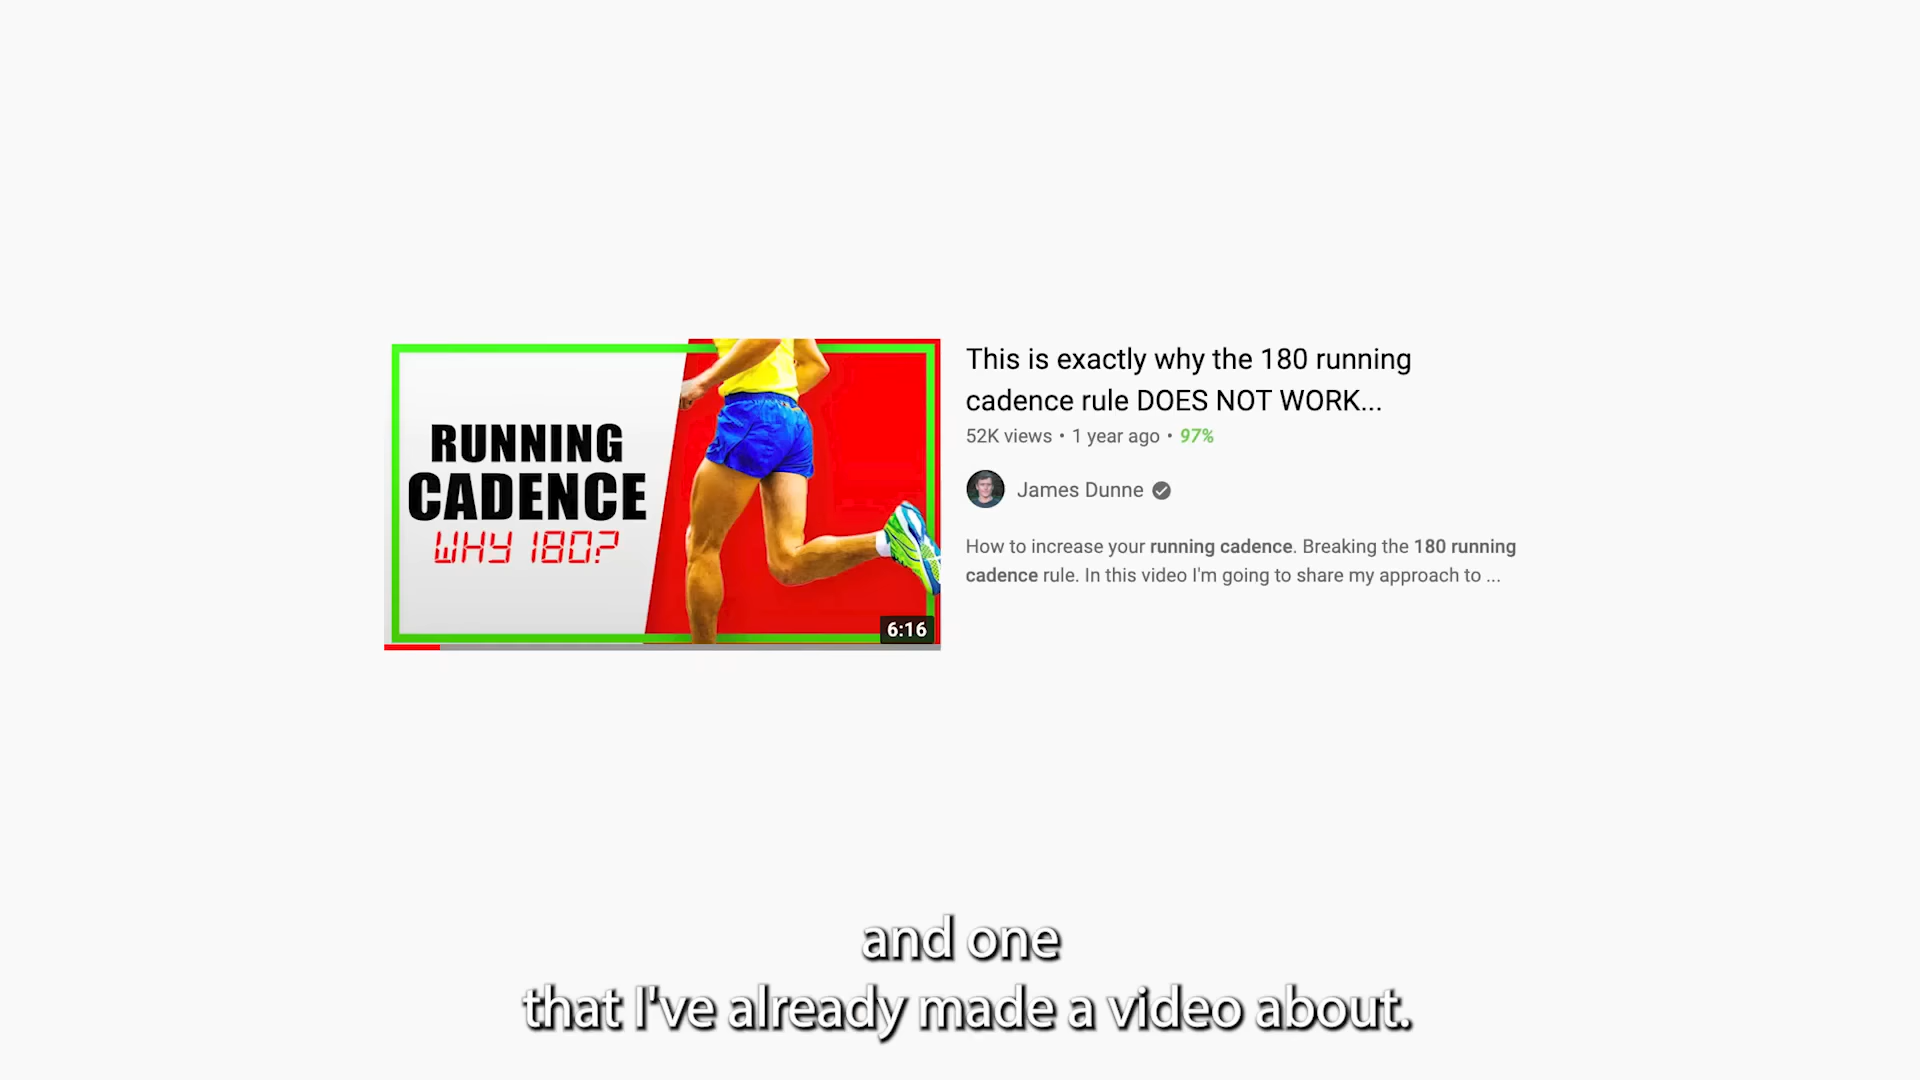 RUNNING
CADENCE
WHY 180?
6:16
This is exactly why the 180 running
cadence rule DOES NOT WORK...
52K views • 1 year ago • 97%
James Dunne
How to increase your running cadence. Breaking the 180 running
cadence rule. In this video I'm going to share my approach to ...
and one
that I've already made a video about.